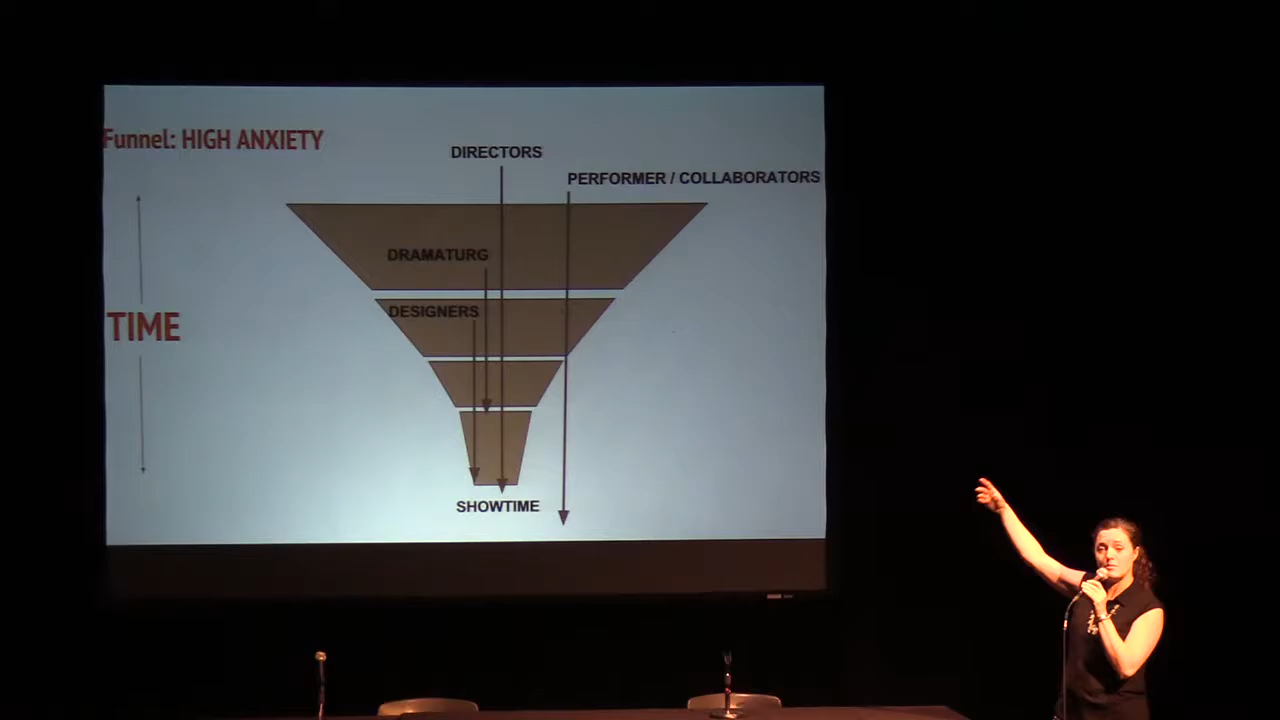 Funnel: HIGH ANXIETY
DIRECTORS
PERFORMER / COLLABORATORS
DRAMATURG
DESIGNERS
TIME
SHOWTIME